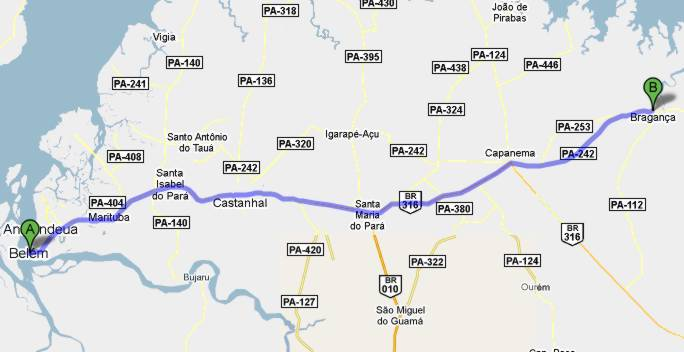 PA-430
João de
Pirabas
PA-318
Vigia
PA-140
PA-395
PA-124
PA-438
PA-446
PA-136
PA-241
PA-324
B
Bragança
PA-253
Santo Antônio
do Tauá
PA-320
Igarapé-Açu
PA-408
PA-242
PA-242
Capanema
PA-242
Santa
Isabel
do Pará
PA-404
Marituba
Castanhal
Santa
Maria
do Pará
BR
316
PA-380
PA-112
PA-140
A
Belém
BR
316
PA-420
PA-322
PA-124
Bujaru
BR
010
Ourém
PA-127
São Miguel
do Guamá